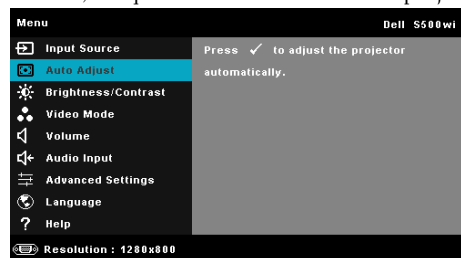 Menu
Dell S500wi
Input Source
Press ✓ to adjust the projector
Auto Adjust
automatically.
Brightness/Contrast
Video Mode
Volume
Audio Input
Advanced Settings
Language
? Help
Resolution : 1280x800